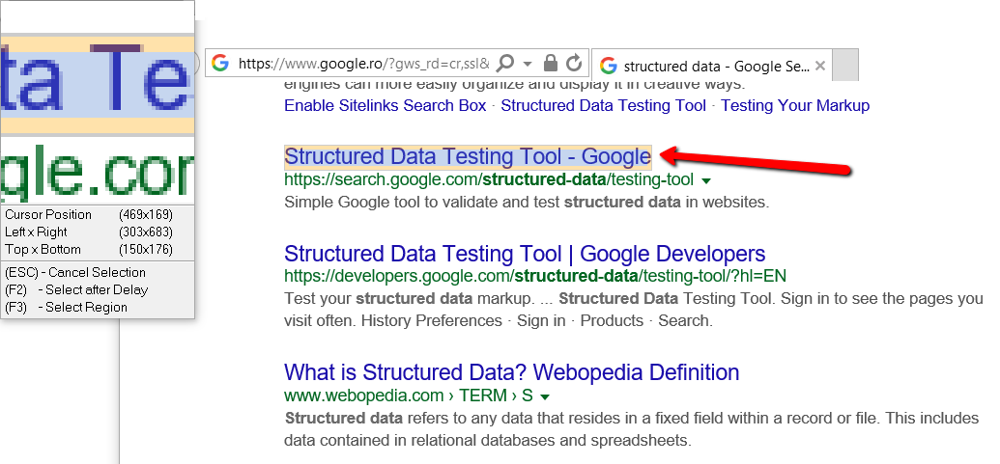 ta Te
gle.com
Cursor Position (469x169)
Left x Right (303x683)
Top x Bottom (150x176)
(ESC) - Cancel Selection
(F2) - Select after Delay
(F3) - Select Region
https://www.google.ro/?gws_rd=cr,ssl&
structured data - Google Se...
engines can more easily organize and display it in creative ways.
Enable Sitelinks Search Box · Structured Data Testing Tool · Testing Your Markup
Structured Data Testing Tool - Google
https://search.google.com/structured-data/testing-tool
Simple Google tool to validate and test structured data in websites.
Structured Data Testing Tool | Google Developers
https://developers.google.com/structured-data/testing-tool/?hl=EN
Test your structured data markup. ... Structured Data Testing Tool. Sign in to see the pages you
visit often. History Preferences · Sign in · Products · Search.
What is Structured Data? Webopedia Definition
www.webopedia.com › TERM › S
Structured data refers to any data that resides in a fixed field within a record or file. This includes
data contained in relational databases and spreadsheets.